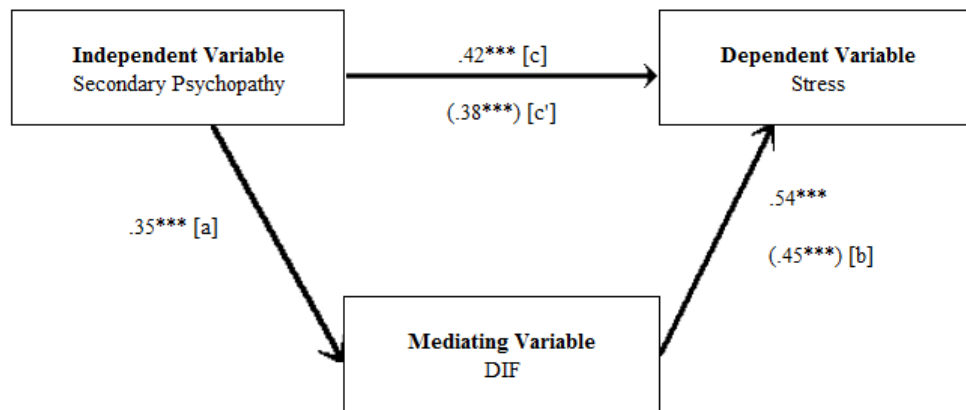 Independent Variable
Secondary Psychopathy
.42*** [c]
(.38***) [c']
Dependent Variable
Stress
.35*** [a]
.54***
(.45***) [b]
Mediating Variable
DIF